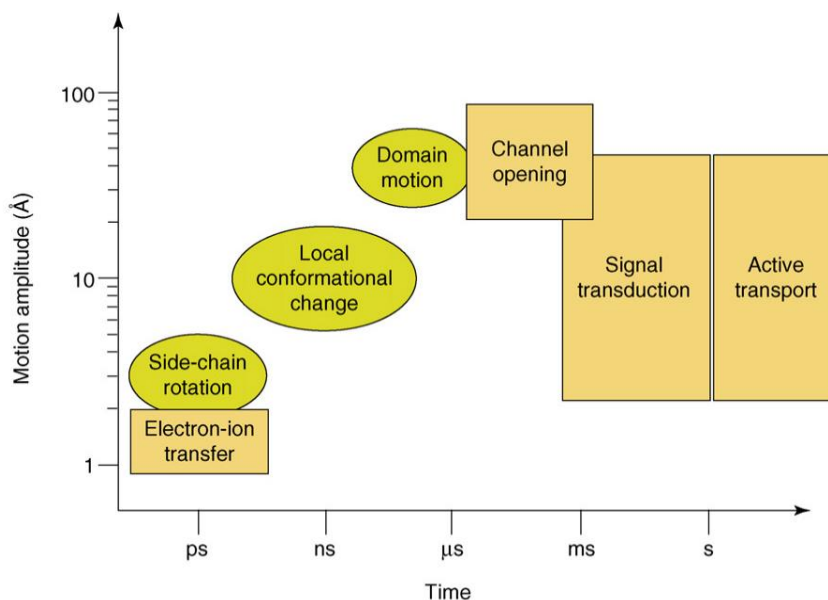 Motion amplitude (Å)
100
10
1
Domain
motion
Channel
opening
Local
conformational
change
Signal
transduction
Active
transport
Side-chain
rotation
Electron-ion
transfer
ps
ns
μs
ms
s
Time